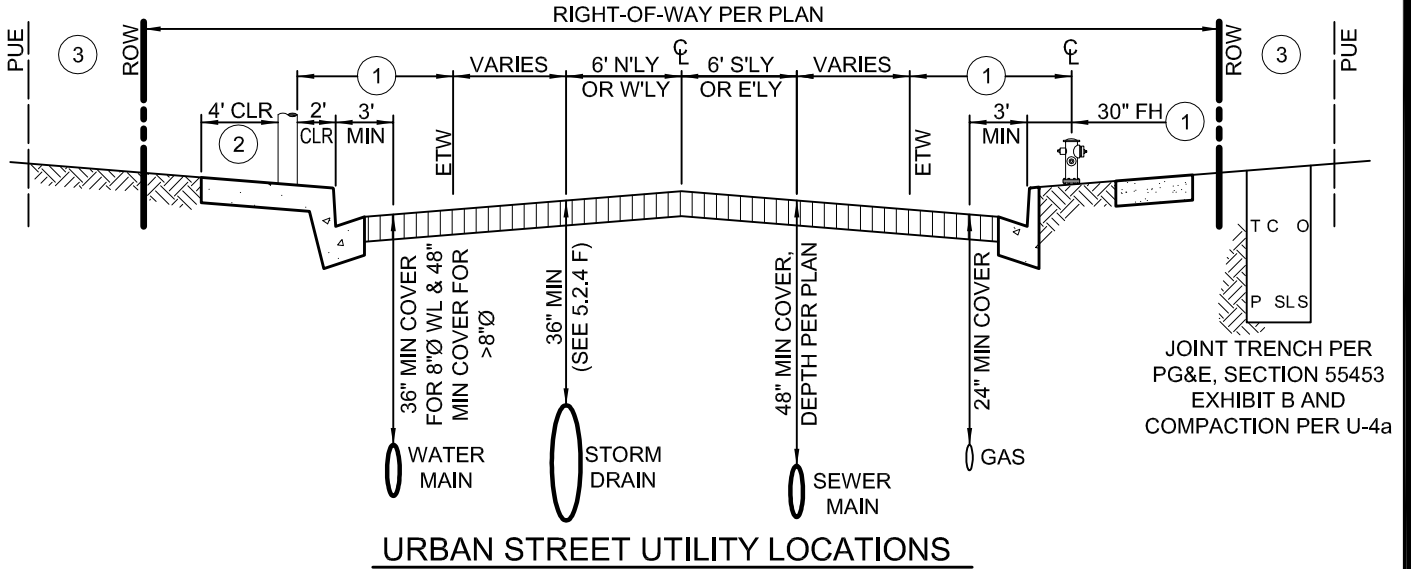 RIGHT-OF-WAY PER PLAN
PUE
3
ROW
1
VARIES
6' N'LY
OR W'LY
℄
6' S'LY
OR E'LY
VARIES
1
℄
ROW
3
PUE
4' CLR
2
2'
CLR
3'
MIN
ETW
ETW
3'
MIN
30" FH
1
36" MIN COVER
FOR 8"Ø WL & 48"
MIN COVER FOR
>8"Ø
36" MIN
(SEE 5.2.4 F)
48" MIN COVER,
DEPTH PER PLAN
24" MIN COVER
T C O
P SLS
WATER
MAIN
STORM
DRAIN
SEWER
MAIN
GAS
JOINT TRENCH PER
PG&E, SECTION 55453
EXHIBIT B AND
COMPACTION PER U-4a
URBAN STREET UTILITY LOCATIONS